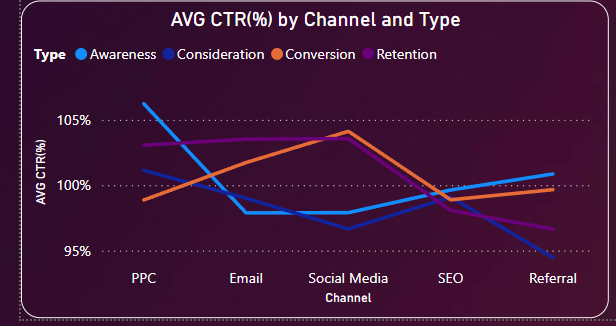 AVG CTR(%) by Channel and Type
Type Awareness Consideration Conversion Retention
AVG CTR(%)
105%
100%
95%
PPC Email Social Media SEO Referral
Channel